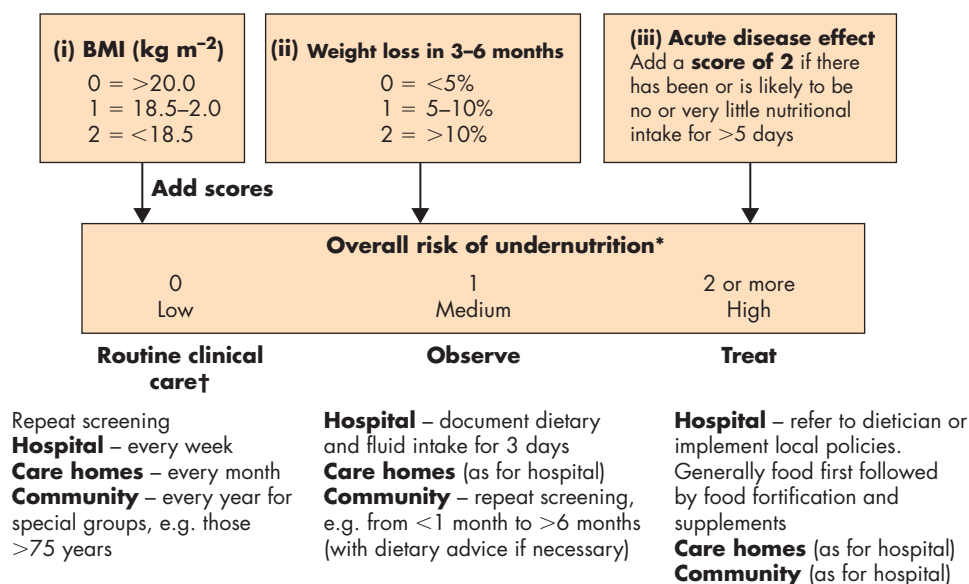 (i) BMI (kg m–2)
0 = >20.0
1 = 18.5–2.0
2 = <18.5
(ii) Weight loss in 3–6 months
0 = <5%
1 = 5–10%
2 = >10%
(iii) Acute disease effect
Add a score of 2 if there
has been or is likely to be
no or very little nutritional
intake for >5 days
Add scores
Overall risk of undernutrition*
0
Low
1
Medium
2 or more
High
Routine clinical
care†
Repeat screening
Hospital – every week
Care homes – every month
Community – every year for
special groups, e.g. those
>75 years
Observe
Hospital – document dietary
and fluid intake for 3 days
Care homes (as for hospital)
Community – repeat screening,
e.g. from <1 month to >6 months
(with dietary advice if necessary)
Treat
Hospital – refer to dietician or
implement local policies.
Generally food first followed
by food fortification and
supplements
Care homes (as for hospital)
Community (as for hospital)